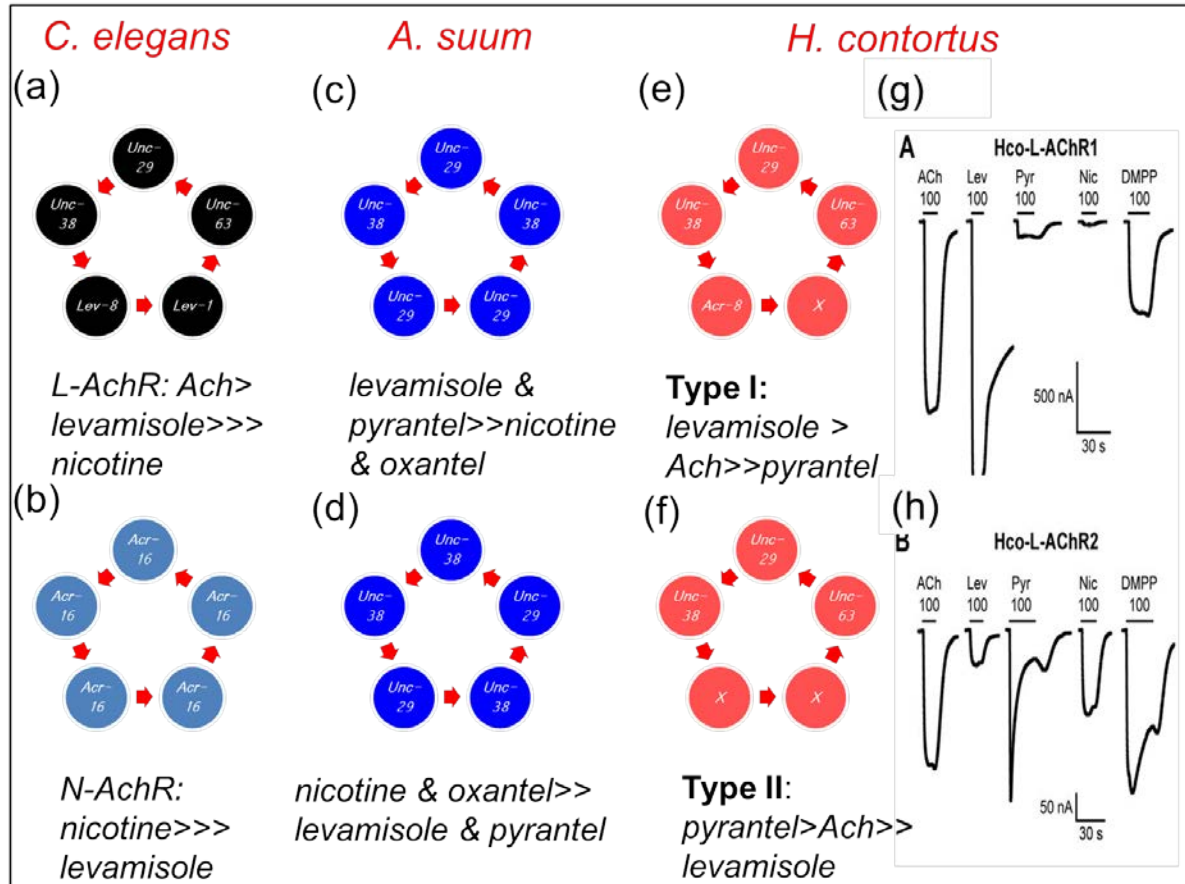 C. elegans
A. suum
H. contortus
(a)
Unc-
29
Unc-
38
Unc-
63
Lev-8
Lev-1
L-AchR: Ach>
levamisole>>>
nicotine
(b)
Acr-
16
Acr-
16
Acr-
16
Acr-
16
Acr-
16
N-AchR:
nicotine>>>
levamisole
(c)
Unc-
29
Unc-
38
Unc-
38
Unc-
29
Unc-
29
levamisole &
pyrantel>>nicotine
& oxantel
(d)
Unc-
38
Unc-
38
Unc-
29
Unc-
29
Unc-
38
nicotine & oxantel>>
levamisole & pyrantel
(e)
Unc-
29
Unc-
38
Unc-
63
Acr-8
X
Type I:
levamisole >
Ach>>pyrantel
(f)
Unc-
29
Unc-
38
Unc-
63
X
X
Type II:
pyrantel>Ach>>
levamisole
(g)
A
Hco-L-AChR1
ACh Lev Pyr Nic DMPP
100 100 100 100 100
500 nA
30 s
(h)
B
Hco-L-AChR2
ACh Lev Pyr Nic DMPP
100 100 100 100 100
50 nA
30 s